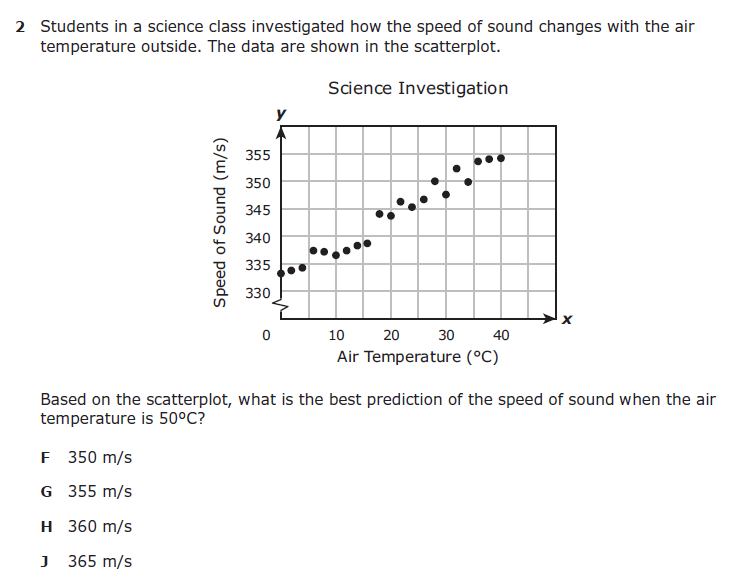 2 Students in a science class investigated how the speed of sound changes with the air
temperature outside. The data are shown in the scatterplot.
Science Investigation
y
Speed of Sound (m/s)
355
350
345
340
335
330
0 10 20 30 40
x
Air Temperature (ºC)
Based on the scatterplot, what is the best prediction of the speed of sound when the air
temperature is 50ºC?
F 350 m/s
G 355 m/s
H 360 m/s
J 365 m/s